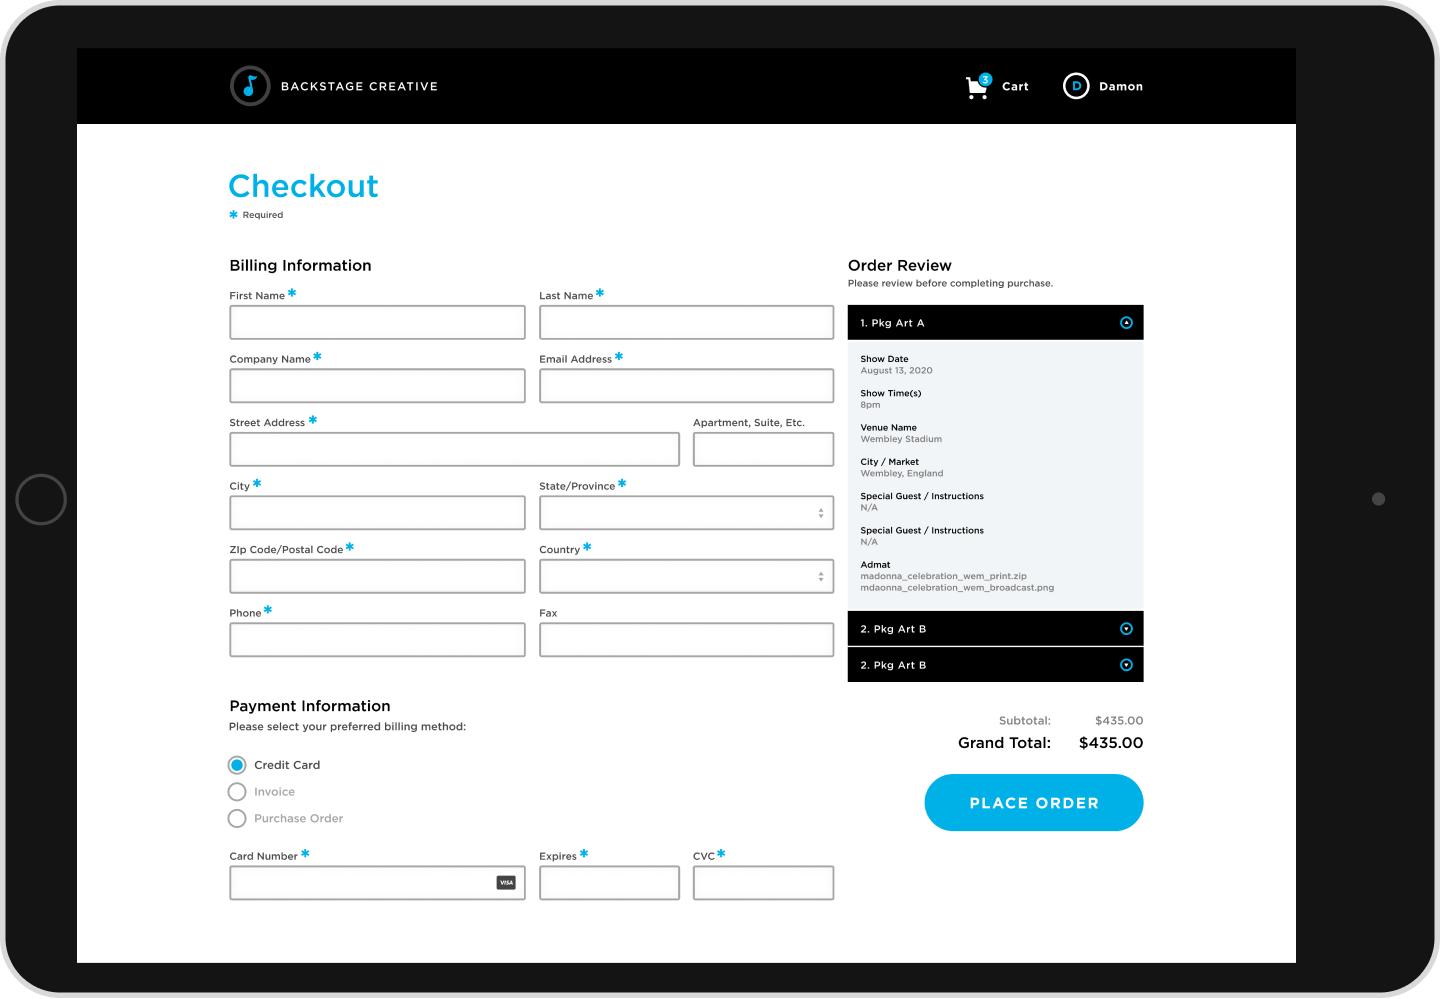 BACKSTAGE CREATIVE
3
Cart
D
Damon
Checkout
* Required
Billing Information
First Name *
Last Name *
Company Name *
Email Address *
Street Address *
Apartment, Suite, Etc.
City *
State/Province *
ZIp Code/Postal Code *
Country *
Phone *
Fax
Payment Information
Please select your preferred billing method:
Credit Card
Invoice
Purchase Order
Card Number *
VISA
Expires *
CVC *
Order Review
Please review before completing purchase.
1. Pkg Art A
Show Date
August 13, 2020
Show Time(s)
8pm
Venue Name
Wembley Stadium
City / Market
Wembley, England
Special Guest / Instructions
N/A
Special Guest / Instructions
N/A
Admat
madonna_celebration_wem_print.zip
mdaonna_celebration_wem_broadcast.png
2. Pkg Art B
2. Pkg Art B
Subtotal: $435.00
Grand Total: $435.00
PLACE ORDER